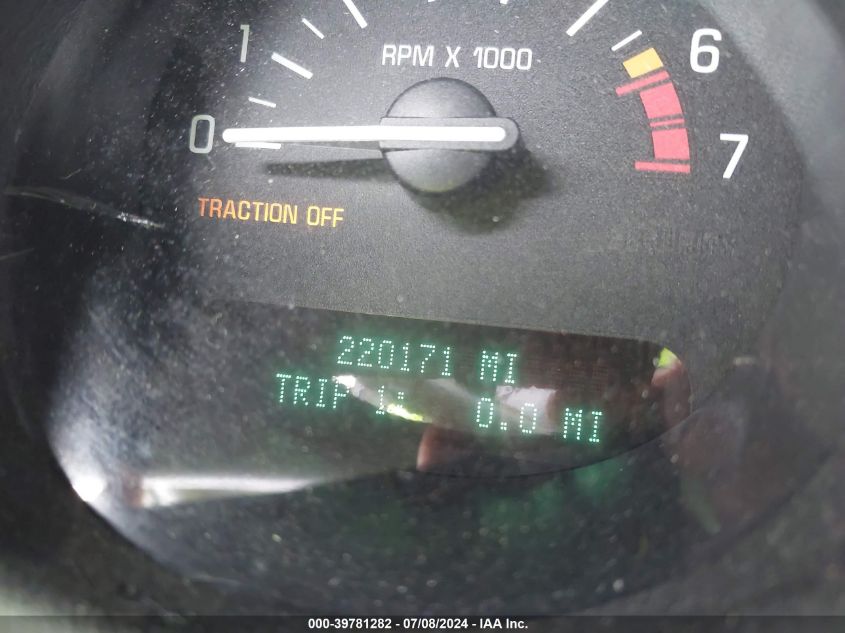 1
RPM X 1000
6
0
7
TRACTION OFF
SECURITY
220171 MI
TRIP 1: 0.0 MI
000-39781282 / 07/08/2024 - IAA Inc.